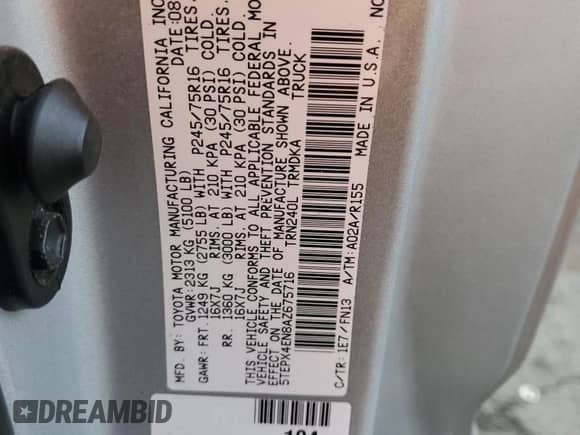 MFD. BY: TOYOTA MOTOR MANUFACTURING CALIFORNIA INC
DATE:08
GVWR: 2313 KG (5100 LB)
GAWR: FRT. 1249 KG (2755 LB) WITH P245/75R16 TIRES.
16X7J RIMS. AT 210 KPA (30 PSI) COLD.
RR. 1360 KG (3000 LB) WITH P245/75R16 TIRES.
16X7J RIMS. AT 210 KPA (30 PSI) COLD.
THIS VEHICLE CONFORMS TO ALL APPLICABLE FEDERAL MO
VEHICLE SAFETY AND THEFT PREVENTION STANDARDS IN
EFFECT ON THE DATE OF MANUFACTURE SHOWN ABOVE.
5TEPX4EN8AZ675716 TRN240L TRMDKA TRUCK
C/TR: 1E7/FN13 A/TM: A02A/R155 MADE IN U.S.A. NO
DREAMBID